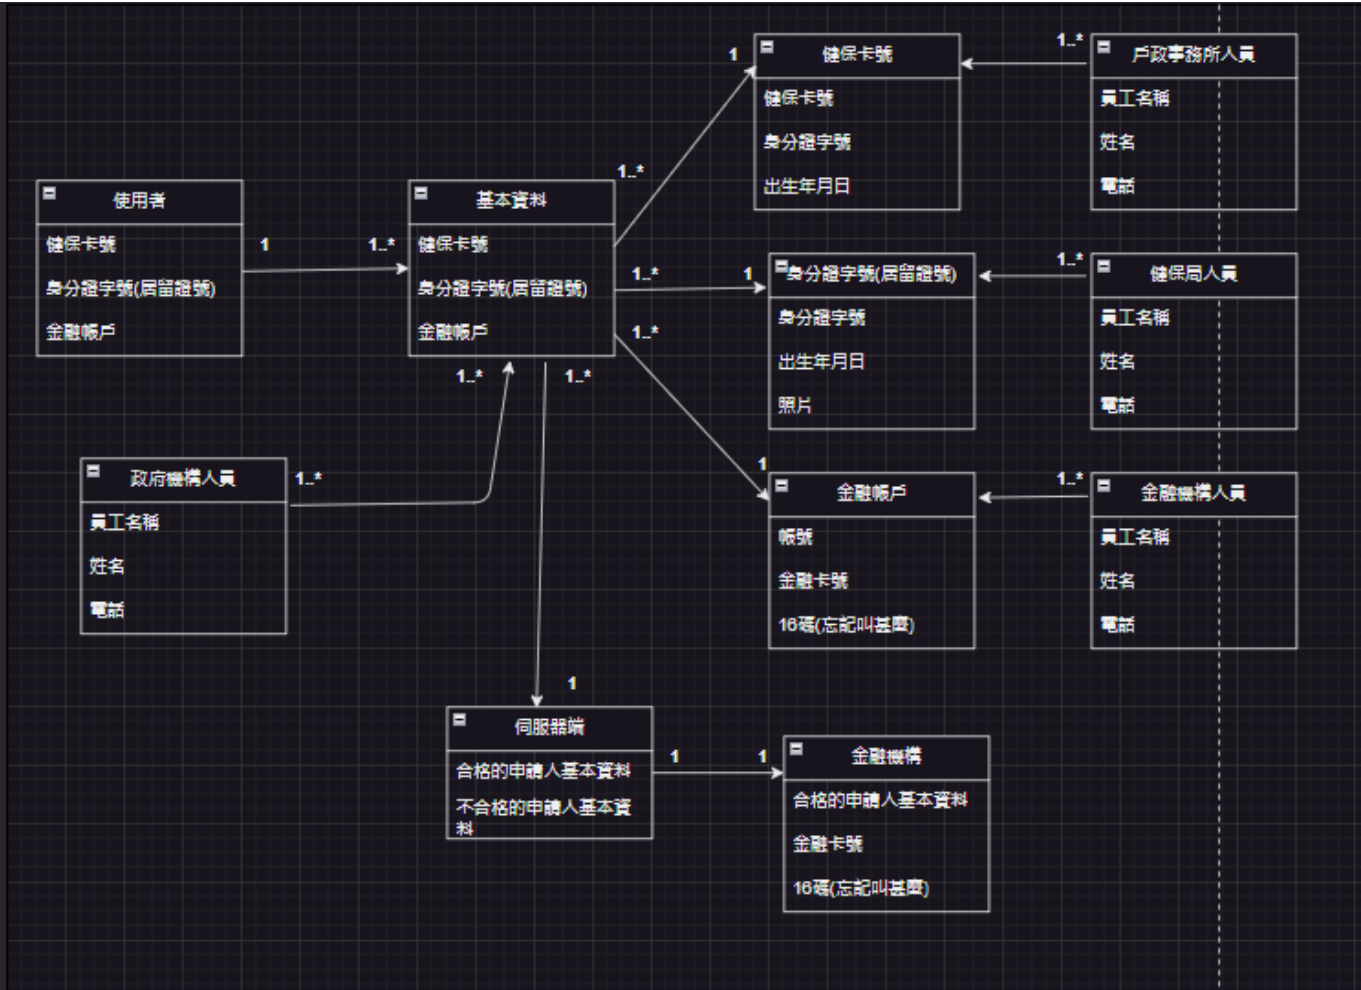 使用者
健保卡號
身分證字號(居留證號)
金融帳戶
1
1..*
基本資料
健保卡號
身分證字號(居留證號)
金融帳戶
1..*
1
健保卡號
健保卡號
身分證字號
出生年月日
1..*
戶政事務所人員
員工名稱
姓名
電話
1..*
1
身分證字號(居留證號)
身分證字號
出生年月日
照片
1..*
健保局人員
員工名稱
姓名
電話
1..*
1
金融帳戶
帳號
金融卡號
16碼(忘記叫甚麼)
1..*
金融機構人員
員工名稱
姓名
電話
1..*
1..*
政府機構人員
員工名稱
姓名
電話
1..*
1
伺服器端
合格的申請人基本資料
不合格的申請人基本資
料
1
1
金融機構
合格的申請人基本資料
金融卡號
16碼(忘記叫甚麼)